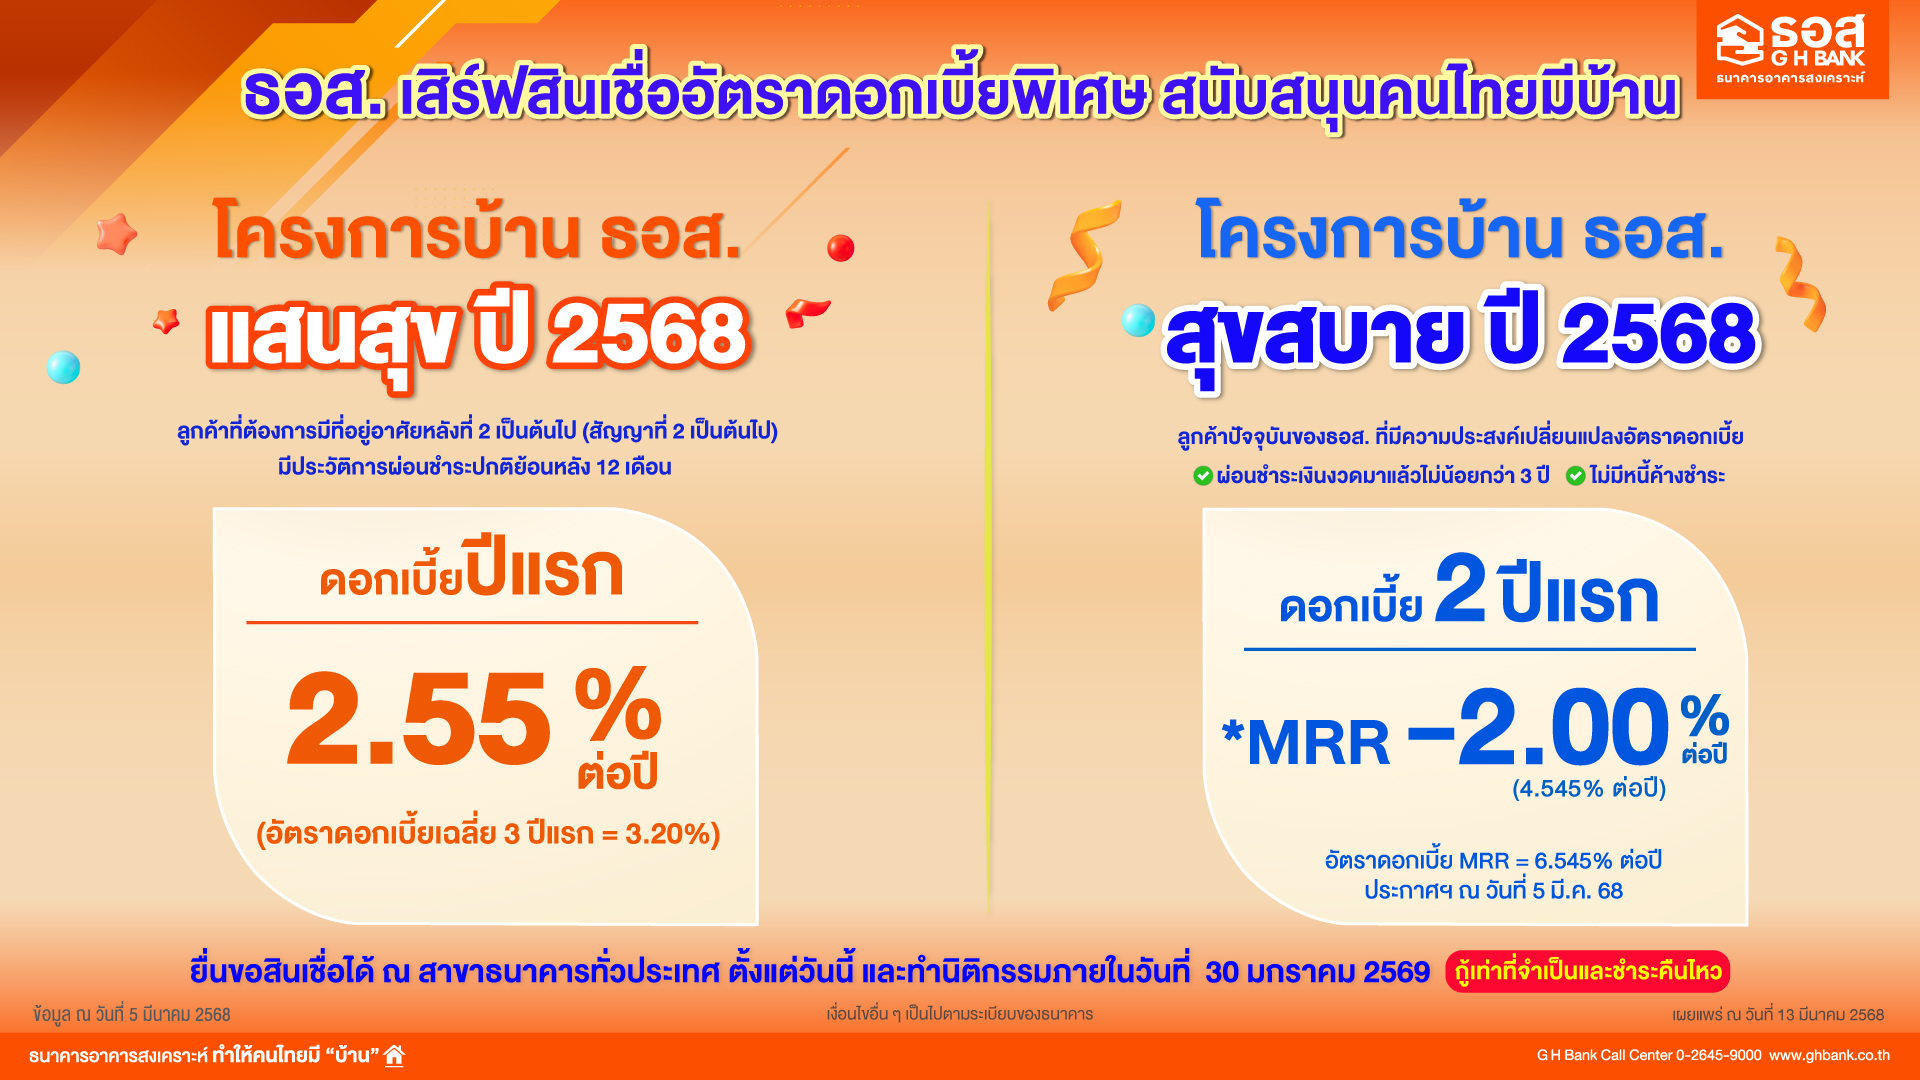 ธอส
G H BANK
ธนาคารอาคารสงเคราะห์
ธอส. เสิร์ฟสินเชื่ออัตราดอกเบี้ยพิเศษ สนับสนุนคนไทยมีบ้าน
โครงการบ้าน ธอส.
แสนสุข ปี 2568
ลูกค้าที่ต้องการมีที่อยู่อาศัยหลังที่ 2 เป็นต้นไป (สัญญาที่ 2 เป็นต้นไป)
มีประวัติการผ่อนชำระปกติย้อนหลัง 12 เดือน
ดอกเบี้ยปีแรก
2.55 % ต่อปี
(อัตราดอกเบี้ยเฉลี่ย 3 ปีแรก = 3.20%)
โครงการบ้าน ธอส.
สุขสบาย ปี 2568
ลูกค้าปัจจุบันของธอส. ที่มีความประสงค์เปลี่ยนแปลงอัตราดอกเบี้ย
ผ่อนชำระเงินงวดมาแล้วไม่น้อยกว่า 3 ปี ไม่มีหนี้ค้างชำระ
ดอกเบี้ย 2 ปีแรก
*MRR -2.00 % ต่อปี
(4.545% ต่อปี)
อัตราดอกเบี้ย MRR = 6.545% ต่อปี
ประกาศฯ ณ วันที่ 5 มี.ค. 68
ยื่นขอสินเชื่อได้ ณ สาขาธนาคารทั่วประเทศ ตั้งแต่วันนี้ และทำนิติกรรมภายในวันที่ 30 มกราคม 2569 กู้เท่าที่จำเป็นและชำระคืนไหว
ข้อมูล ณ วันที่ 5 มีนาคม 2568
เงื่อนไขอื่น ๆ เป็นไปตามระเบียบของธนาคาร
เผยแพร่ ณ วันที่ 13 มีนาคม 2568
ธนาคารอาคารสงเคราะห์ ทำให้คนไทยมี “บ้าน”
G H Bank Call Center 0-2645-9000 www.ghbank.co.th